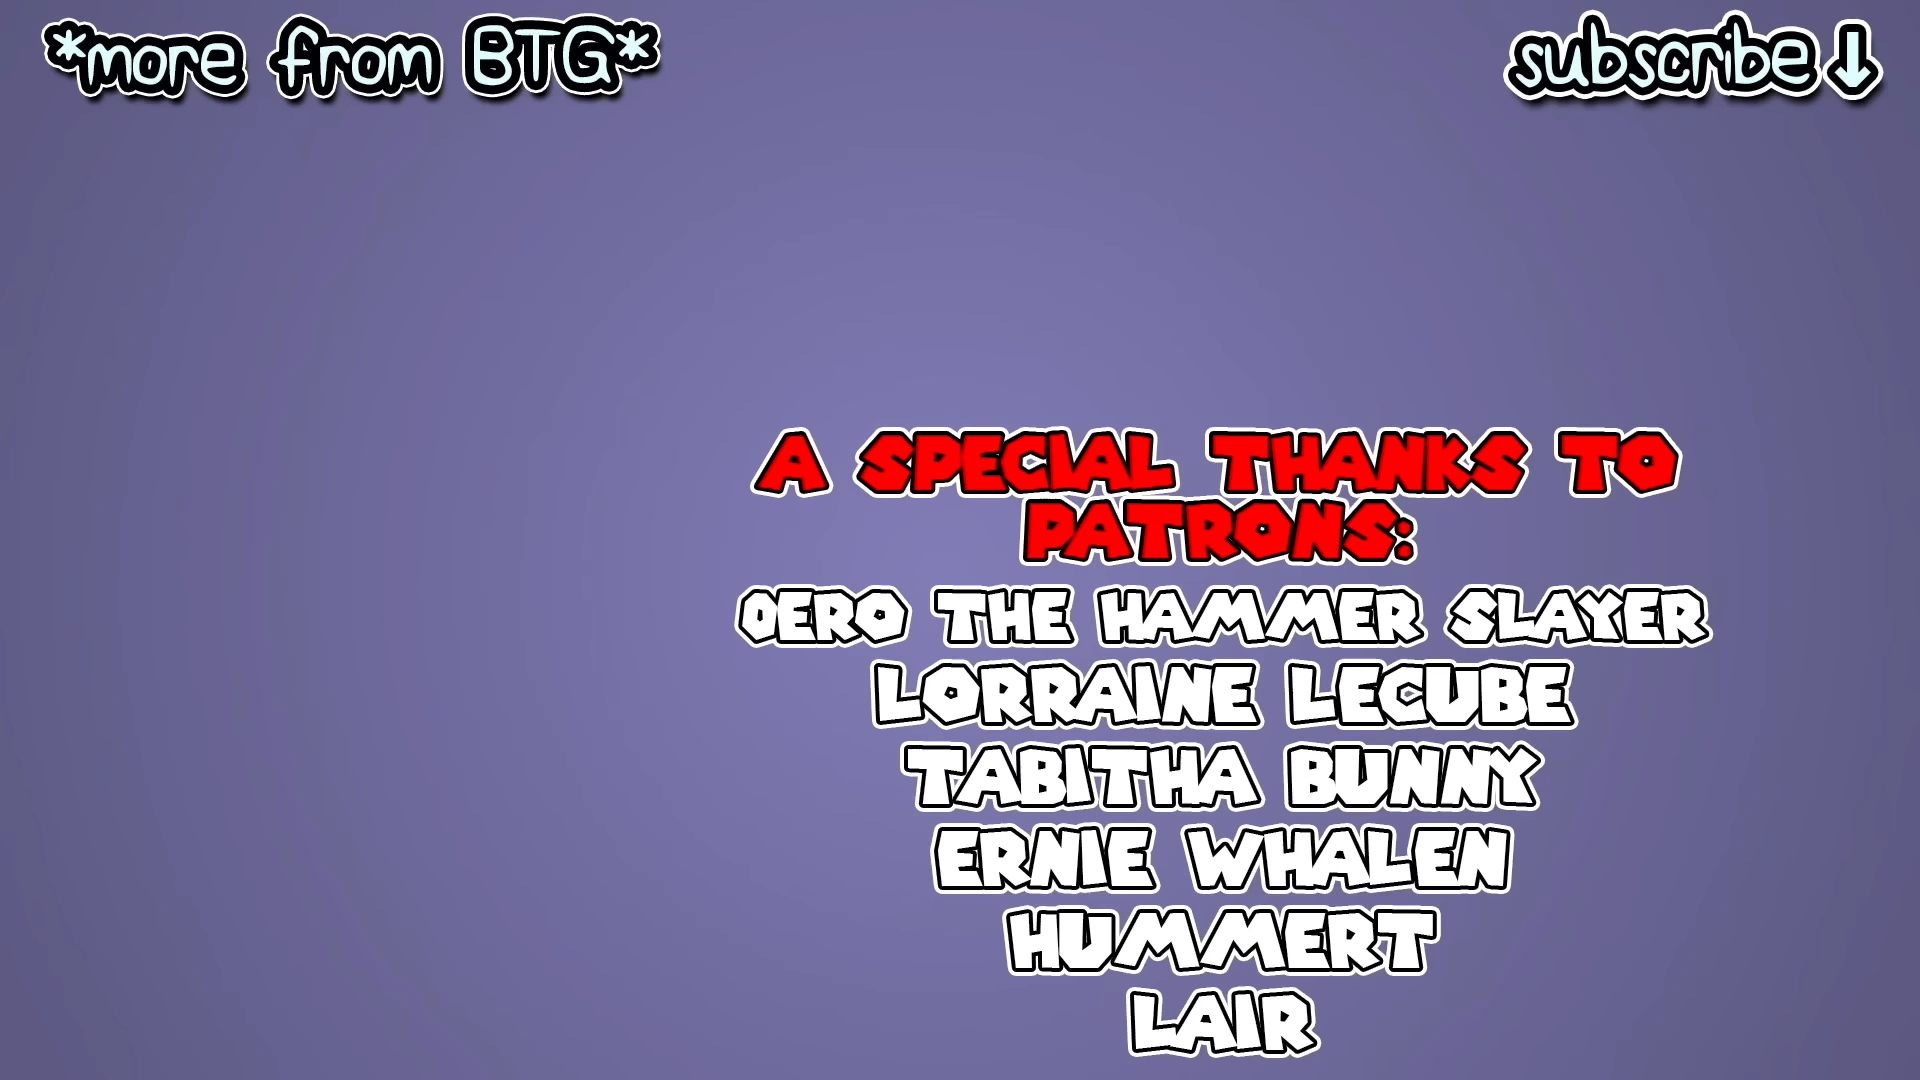 *more from BTG*
subscribe ↓
A SPECIAL THANKS TO
PATRONS:
OERO THE HAMMER SLAYER
LORRAINE LECUBE
TABITHA BUNNY
ERNIE WHALEN
HUMMERT
LAIR